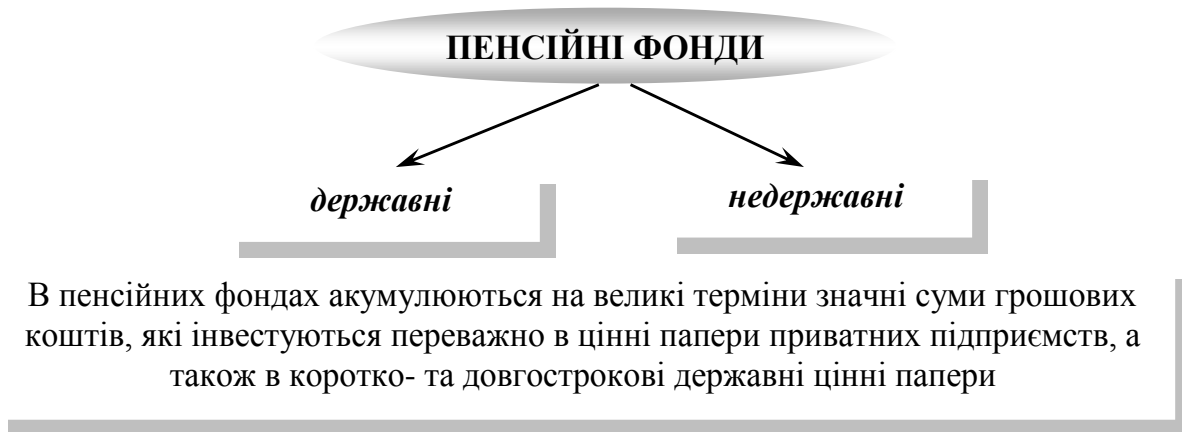 ПЕНСІЙНІ ФОНДИ
державні
недержавні
В пенсійних фондах акумулюються на великі терміни значні суми грошових
коштів, які інвестуються переважно в цінні папери приватних підприємств, а
також в коротко- та довгострокові державні цінні папери